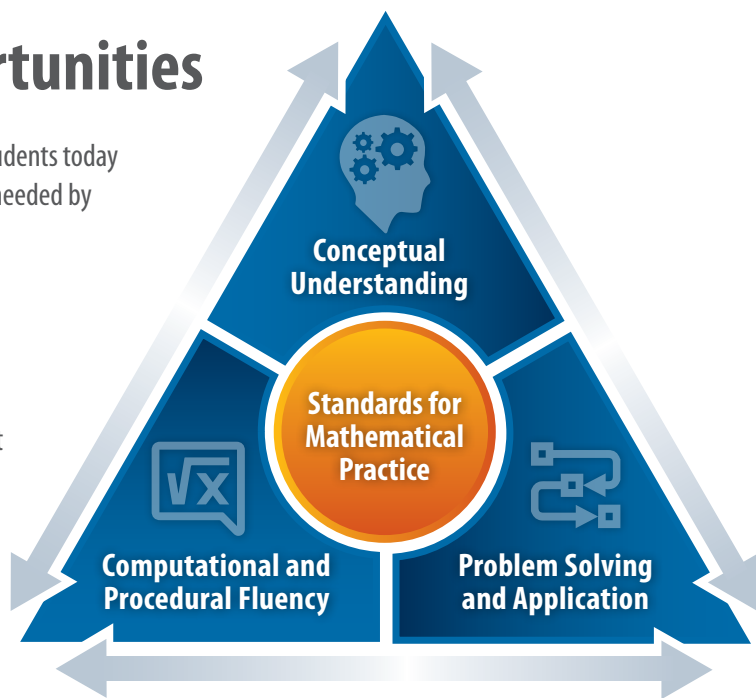 rtunities
udents today
needed by
t
Conceptual
Understanding
Standards for
Mathematical
Practice
√x
Computational and
Procedural Fluency
Problem Solving
and Application